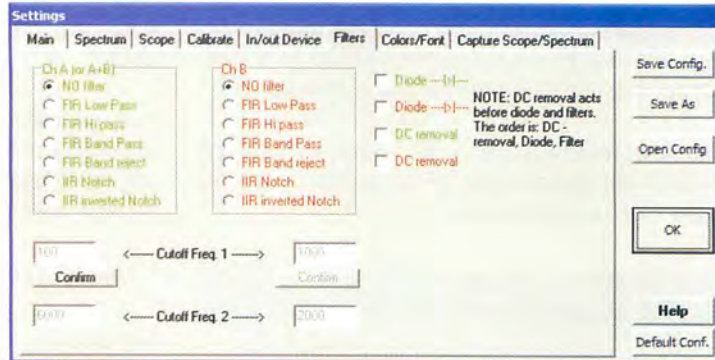 Settings
Main Spectrum Scope Calibrate In/out Device Filters Colors/Font Capture Scope/Spectrum
Ch A (or A+B)
NO filter
FIR Low Pass
FIR Hi pass
FIR Band Pass
FIR Band reject
IIR Notch
IIR inverted Notch
Ch B
NO filter
FIR Low Pass
FIR Hi pass
FIR Band Pass
FIR Band reject
IIR Notch
IIR inverted Notch
Diode ---|>|---
Diode ---|>|---
DC removal
DC removal
NOTE: DC removal acts
before diode and filters.
The order is: DC -
removal, Diode, Filter
100 <---- Cutoff Freq. 1 ----> 1000
Confirm Confirm
6000 <---- Cutoff Freq. 2 ----> 2000
Save Config.
Save As
Open Config
OK
Help
Default Conf.